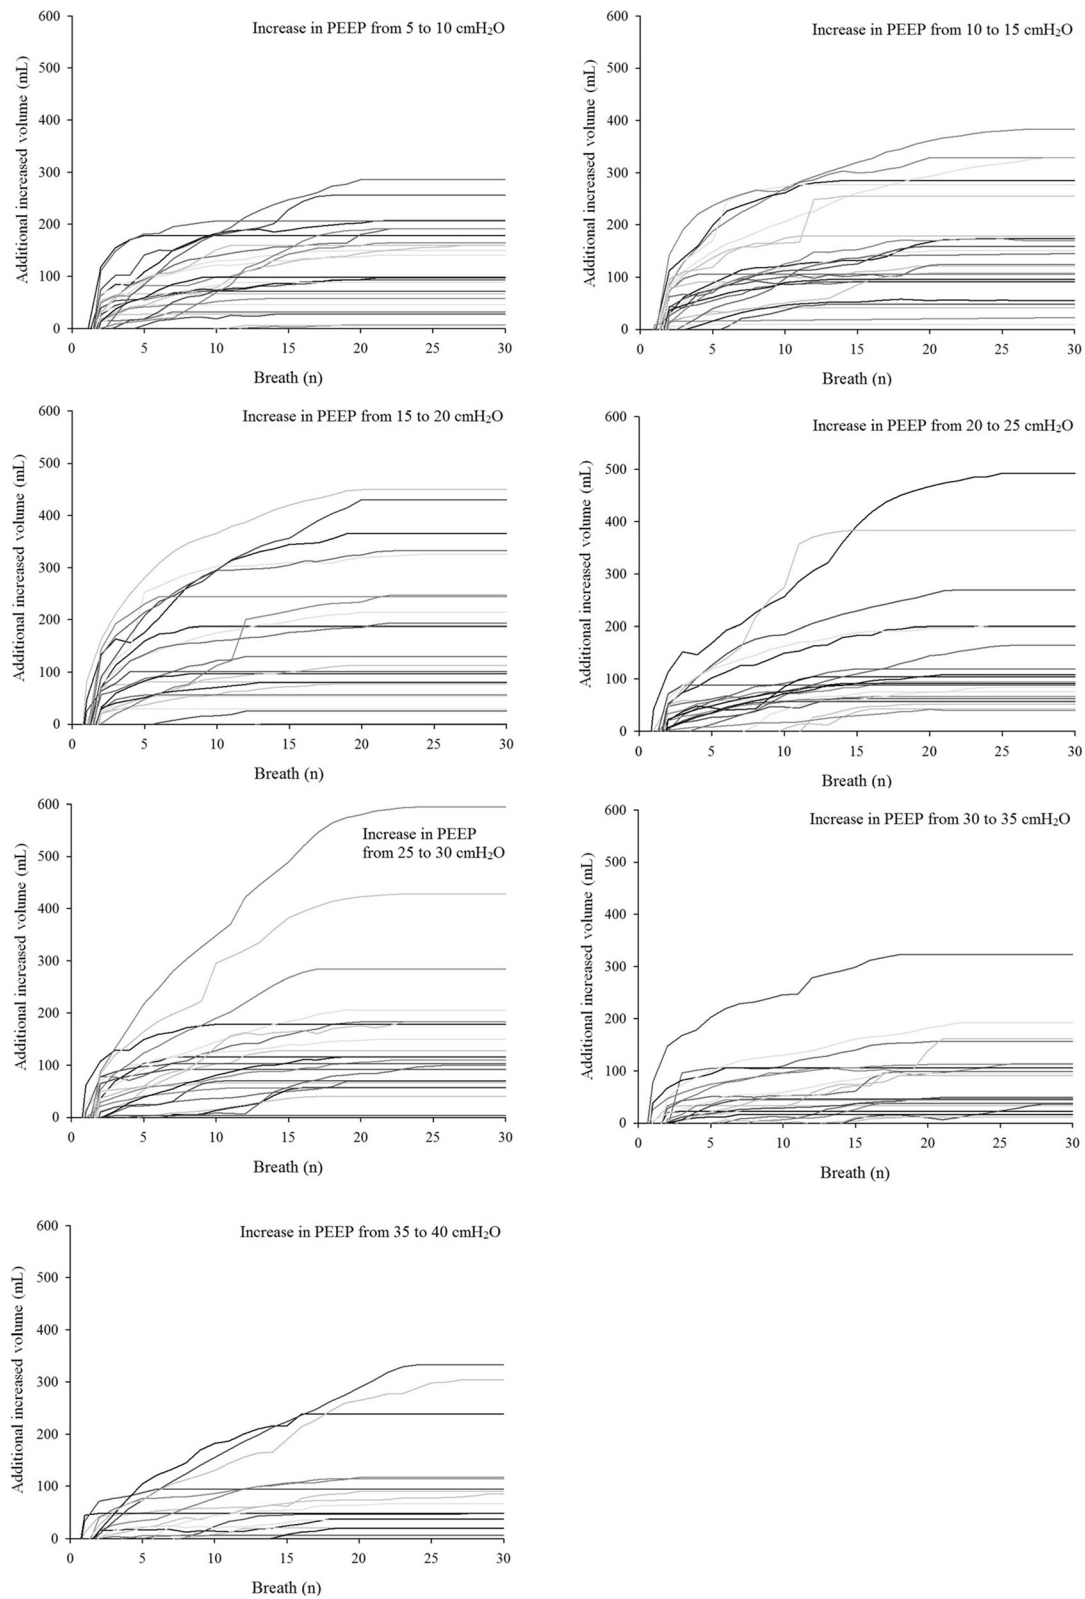 Increase in PEEP from 5 to 10 cmH₂O
Additional increased volume (mL)
600
500
400
300
200
100
0
0 5 10 15 20 25 30
Breath (n)
Increase in PEEP from 10 to 15 cmH₂O
Additional increased volume (mL)
600
500
400
300
200
100
0
0 5 10 15 20 25 30
Breath (n)
Increase in PEEP from 15 to 20 cmH₂O
Additional increased volume (mL)
600
500
400
300
200
100
0
0 5 10 15 20 25 30
Breath (n)
Increase in PEEP from 20 to 25 cmH₂O
Additional increased volume (mL)
600
500
400
300
200
100
0
0 5 10 15 20 25 30
Breath (n)
Increase in PEEP
from 25 to 30 cmH₂O
Additional increased volume (mL)
600
500
400
300
200
100
0
0 5 10 15 20 25 30
Breath (n)
Increase in PEEP from 30 to 35 cmH₂O
Additional increased volume (mL)
600
500
400
300
200
100
0
0 5 10 15 20 25 30
Breath (n)
Increase in PEEP from 35 to 40 cmH₂O
Additional increased volume (mL)
600
500
400
300
200
100
0
0 5 10 15 20 25 30
Breath (n)